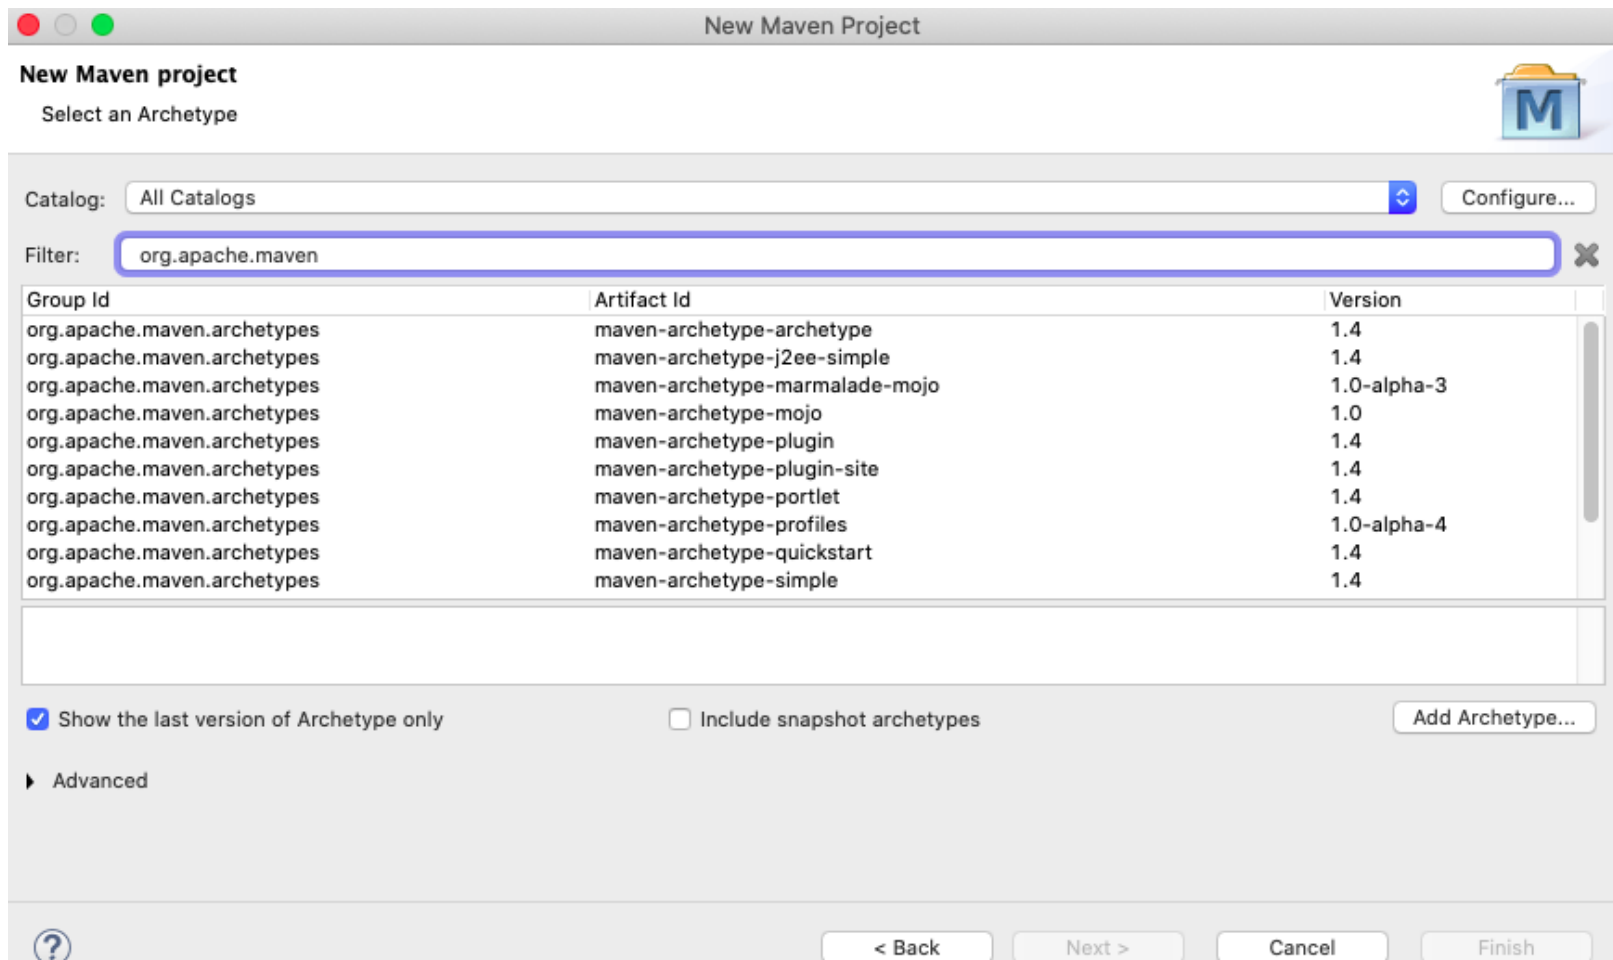 New Maven Project
New Maven project
Select an Archetype
M
Catalog: All Catalogs Configure...
Filter: org.apache.maven
Group Id Artifact Id Version
org.apache.maven.archetypes maven-archetype-archetype 1.4
org.apache.maven.archetypes maven-archetype-j2ee-simple 1.4
org.apache.maven.archetypes maven-archetype-marmalade-mojo 1.0-alpha-3
org.apache.maven.archetypes maven-archetype-mojo 1.0
org.apache.maven.archetypes maven-archetype-plugin 1.4
org.apache.maven.archetypes maven-archetype-plugin-site 1.4
org.apache.maven.archetypes maven-archetype-portlet 1.4
org.apache.maven.archetypes maven-archetype-profiles 1.0-alpha-4
org.apache.maven.archetypes maven-archetype-quickstart 1.4
org.apache.maven.archetypes maven-archetype-simple 1.4
Show the last version of Archetype only Include snapshot archetypes Add Archetype...
Advanced
? < Back Next > Cancel Finish